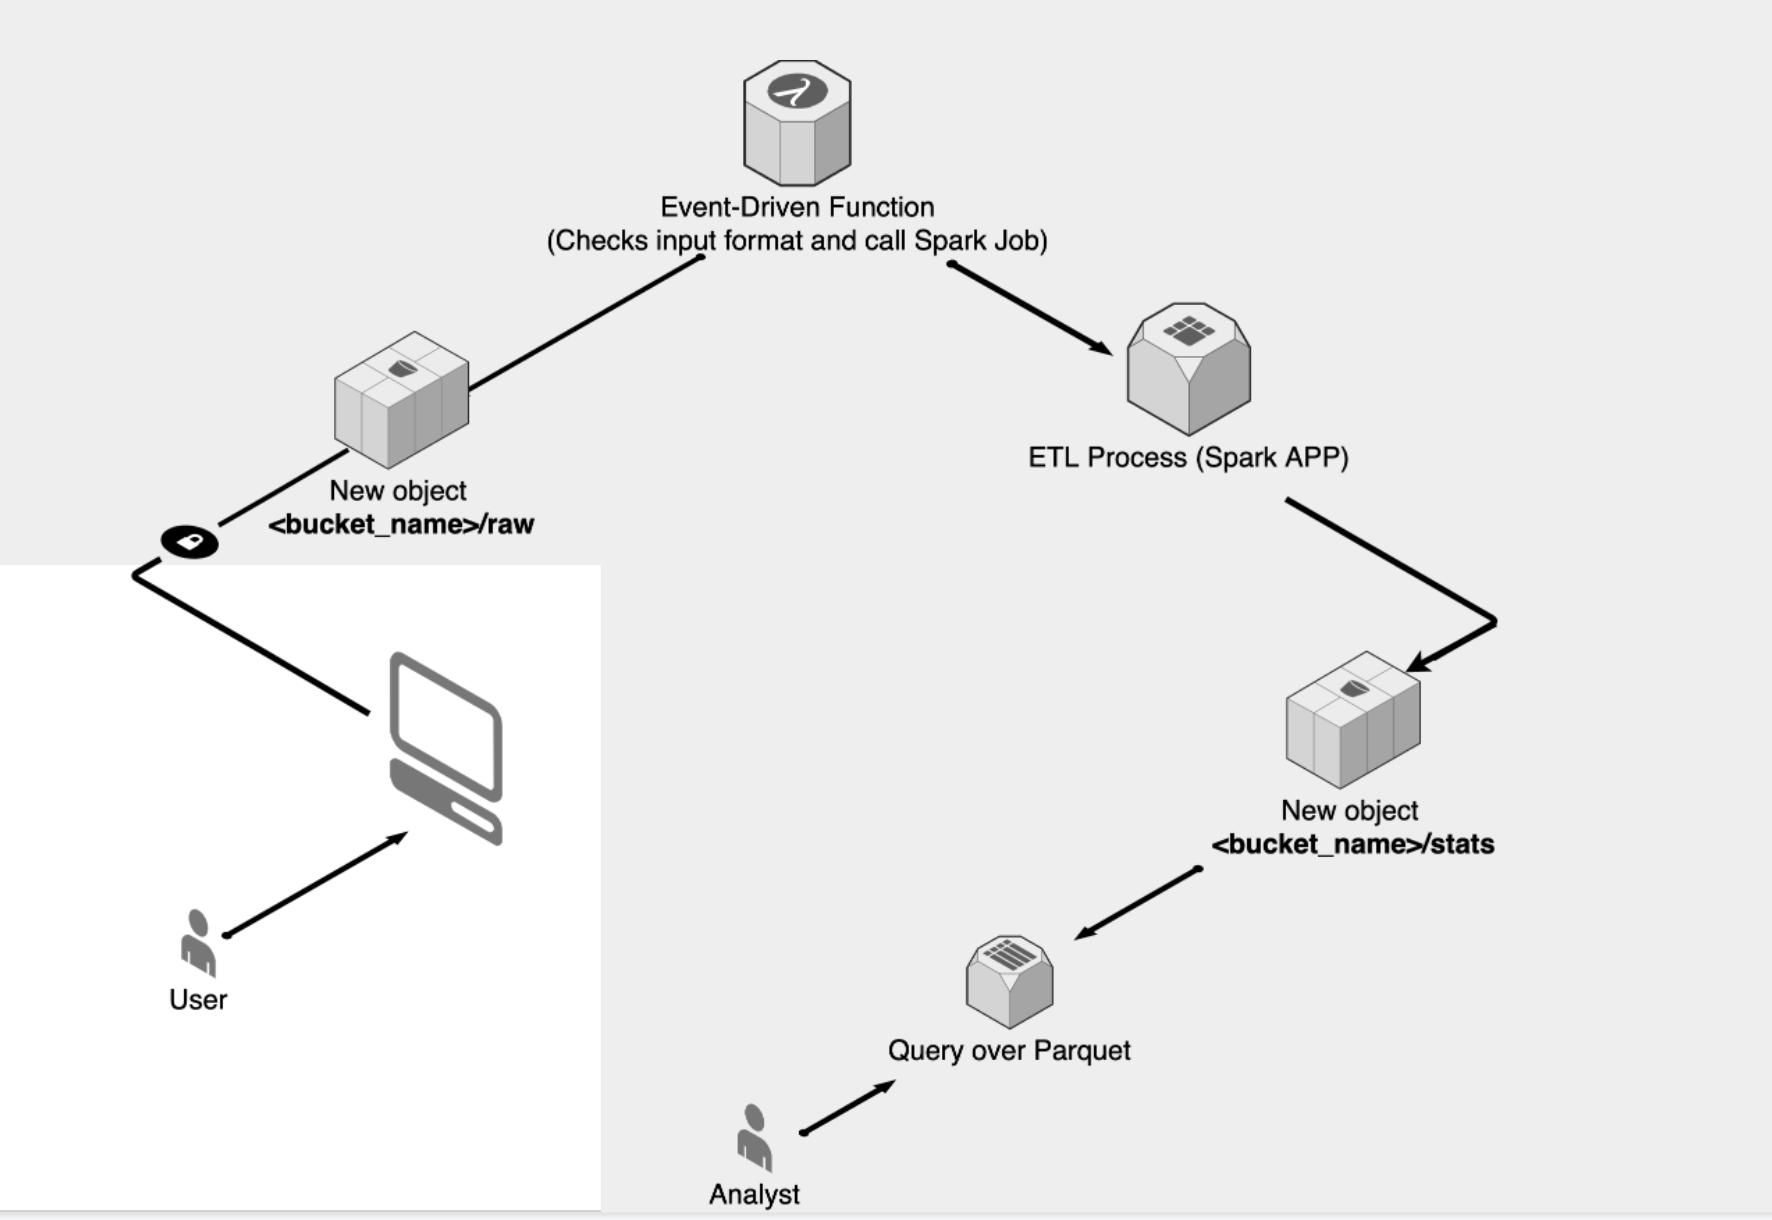 Event-Driven Function
(Checks input format and call Spark Job)
New object
<bucket_name>/raw
ETL Process (Spark APP)
User
New object
<bucket_name>/stats
Query over Parquet
Analyst